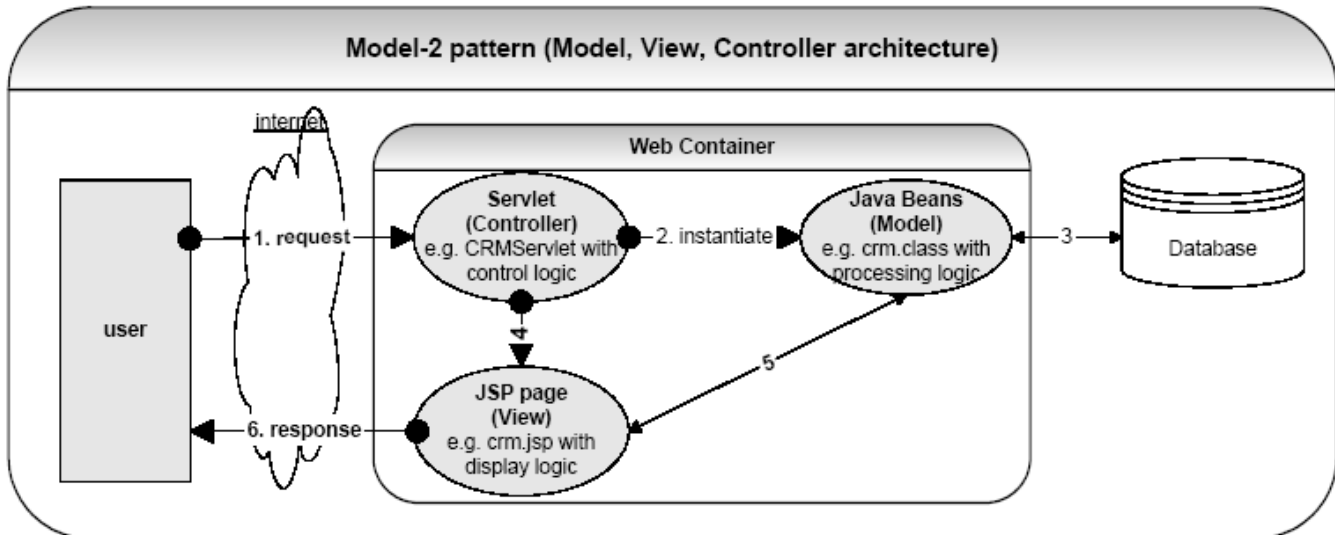 Model-2 pattern (Model, View, Controller architecture)
internet
Web Container
Servlet
(Controller)
e.g. CRMServlet with
control logic
Java Beans
(Model)
e.g. crm.class with
processing logic
1. request
2. instantiate
3
Database
user
4
5
JSP page
(View)
e.g. crm.jsp with
display logic
6. response